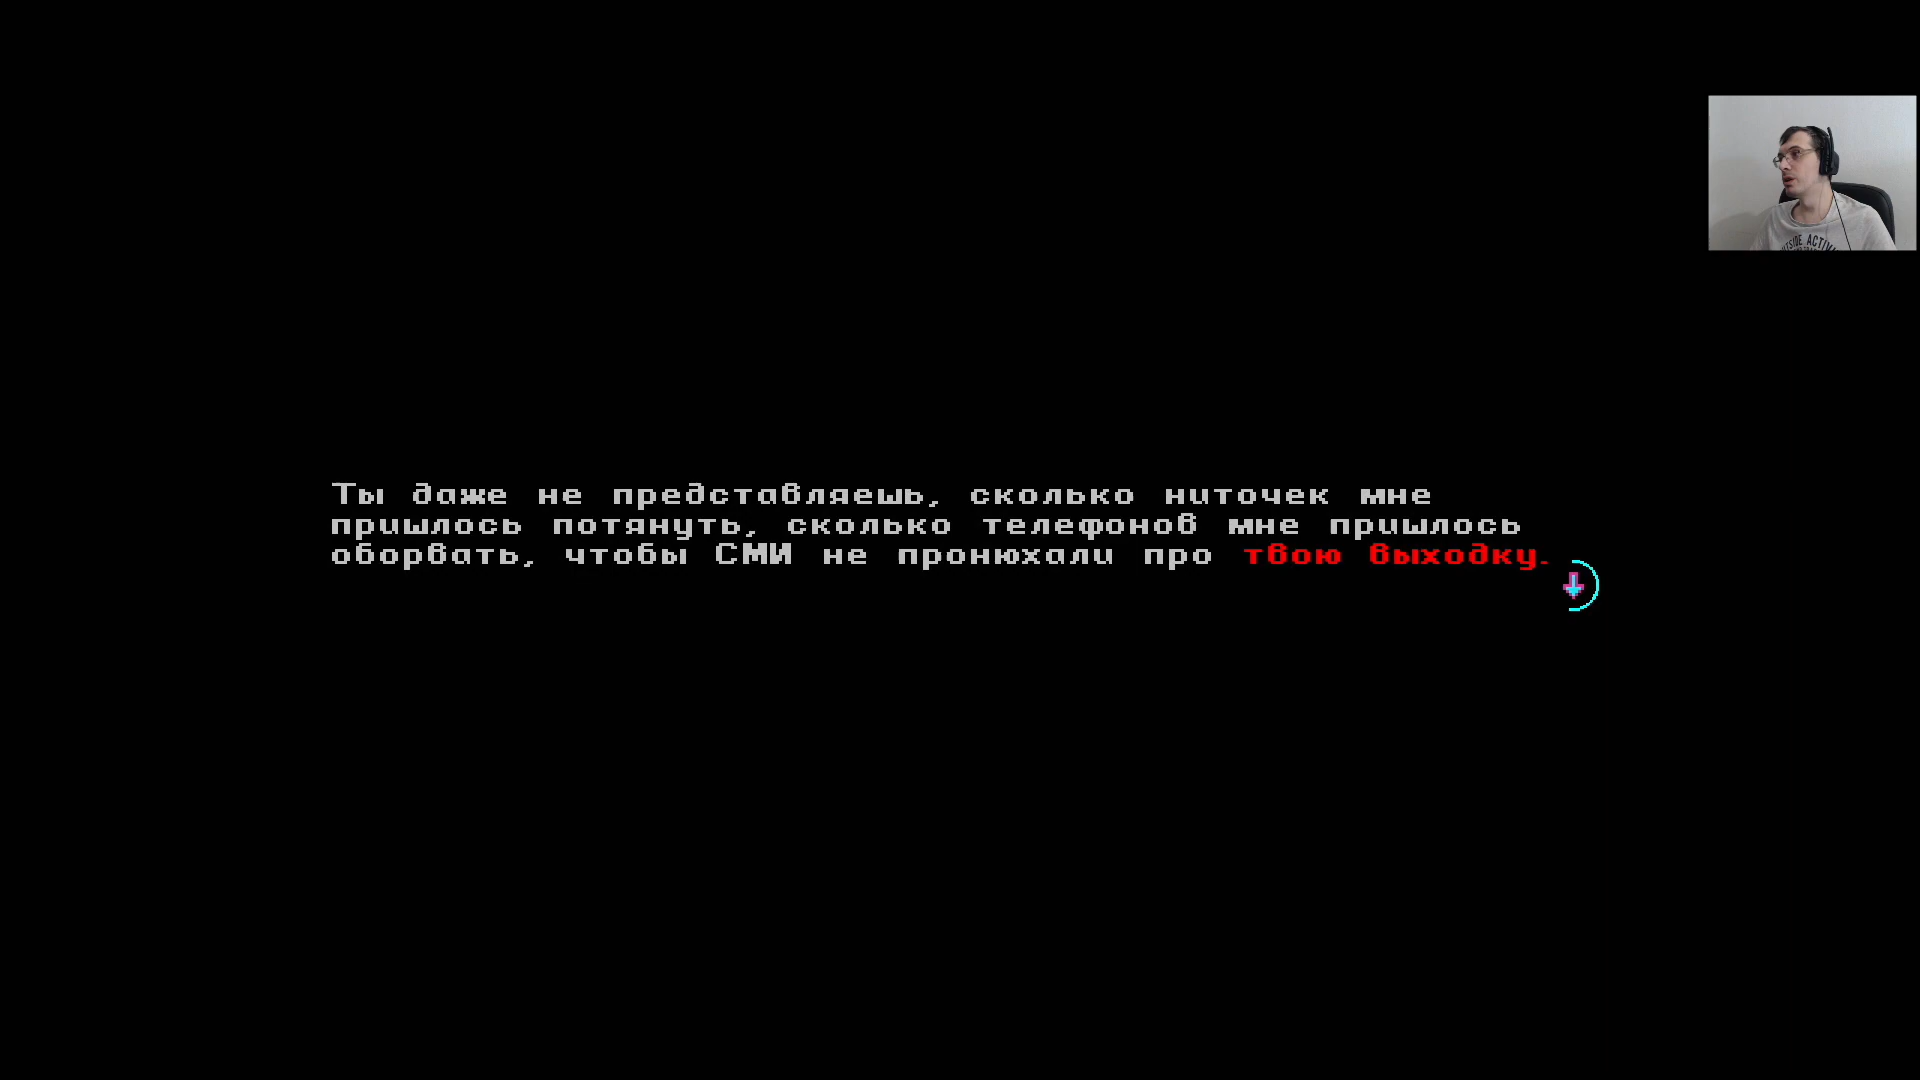 Ты даже не представляешь, сколько ниточек мне
пришлось потянуть, сколько телефонов мне пришлось
оборвать, чтобы СМИ не пронюхали про твою выходку.